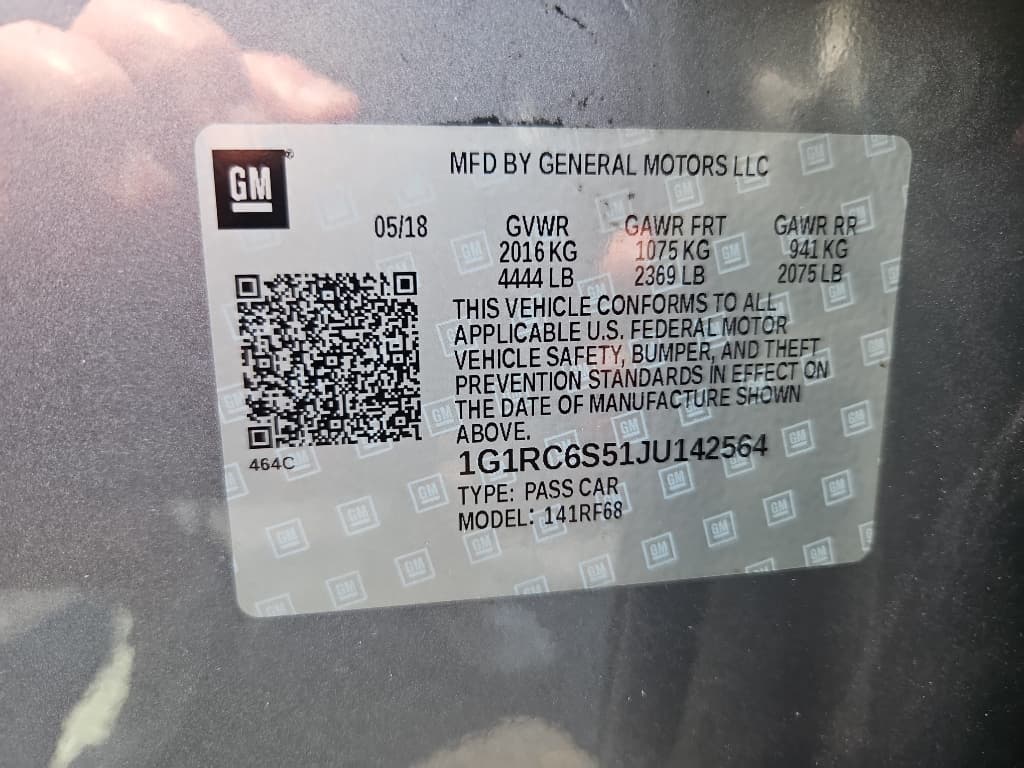 GM
MFD BY GENERAL MOTORS LLC
05/18 GVWR GAWR FRT GAWR RR
2016 KG 1075 KG 941 KG
4444 LB 2369 LB 2075 LB
THIS VEHICLE CONFORMS TO ALL
APPLICABLE U.S. FEDERAL MOTOR
VEHICLE SAFETY, BUMPER, AND THEFT
PREVENTION STANDARDS IN EFFECT ON
THE DATE OF MANUFACTURE SHOWN
ABOVE.
464C
1G1RC6S51JU142564
TYPE: PASS CAR
MODEL: 141RF68